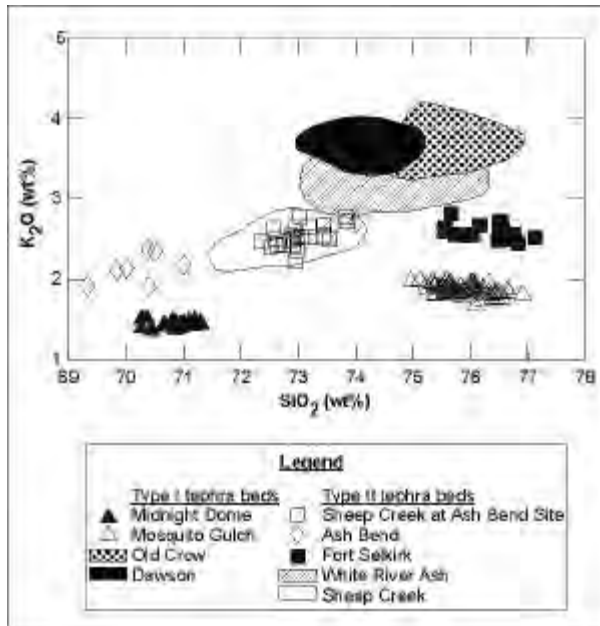 5
4
3
2
1
K2O (wt%)
69 70 71 72 73 74 75 76 77 78
SiO2 (wt%)
Legend
Type I tephra beds
Midnight Dome
Mosquito Gulch
Old Crow
Dawson
Type II tephra beds
Sheep Creek at Ash Bend Site
Ash Bend
Fort Selkirk
White River Ash
Sheep Creek